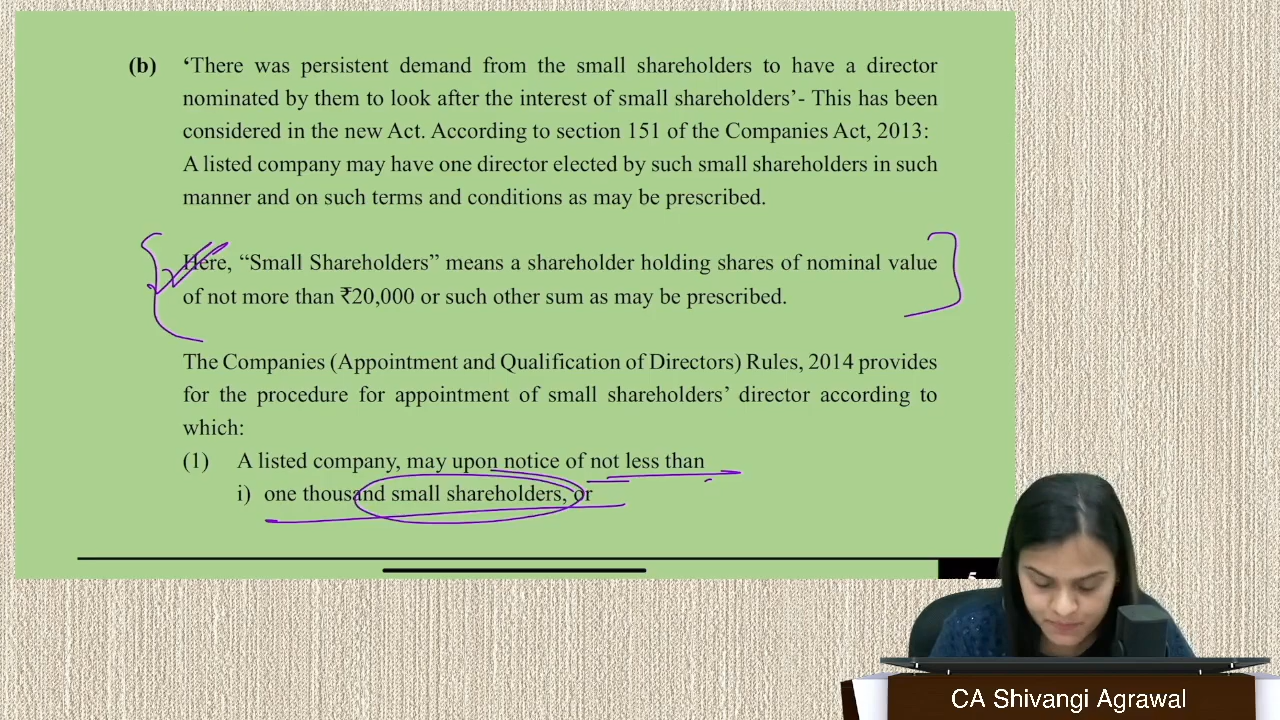 (b) ‘There was persistent demand from the small shareholders to have a director
nominated by them to look after the interest of small shareholders’- This has been
considered in the new Act. According to section 151 of the Companies Act, 2013:
A listed company may have one director elected by such small shareholders in such
manner and on such terms and conditions as may be prescribed.
Here, “Small Shareholders” means a shareholder holding shares of nominal value
of not more than ₹20,000 or such other sum as may be prescribed.
The Companies (Appointment and Qualification of Directors) Rules, 2014 provides
for the procedure for appointment of small shareholders’ director according to
which:
(1) A listed company, may upon notice of not less than
i) one thousand small shareholders, or
CA Shivangi Agrawal